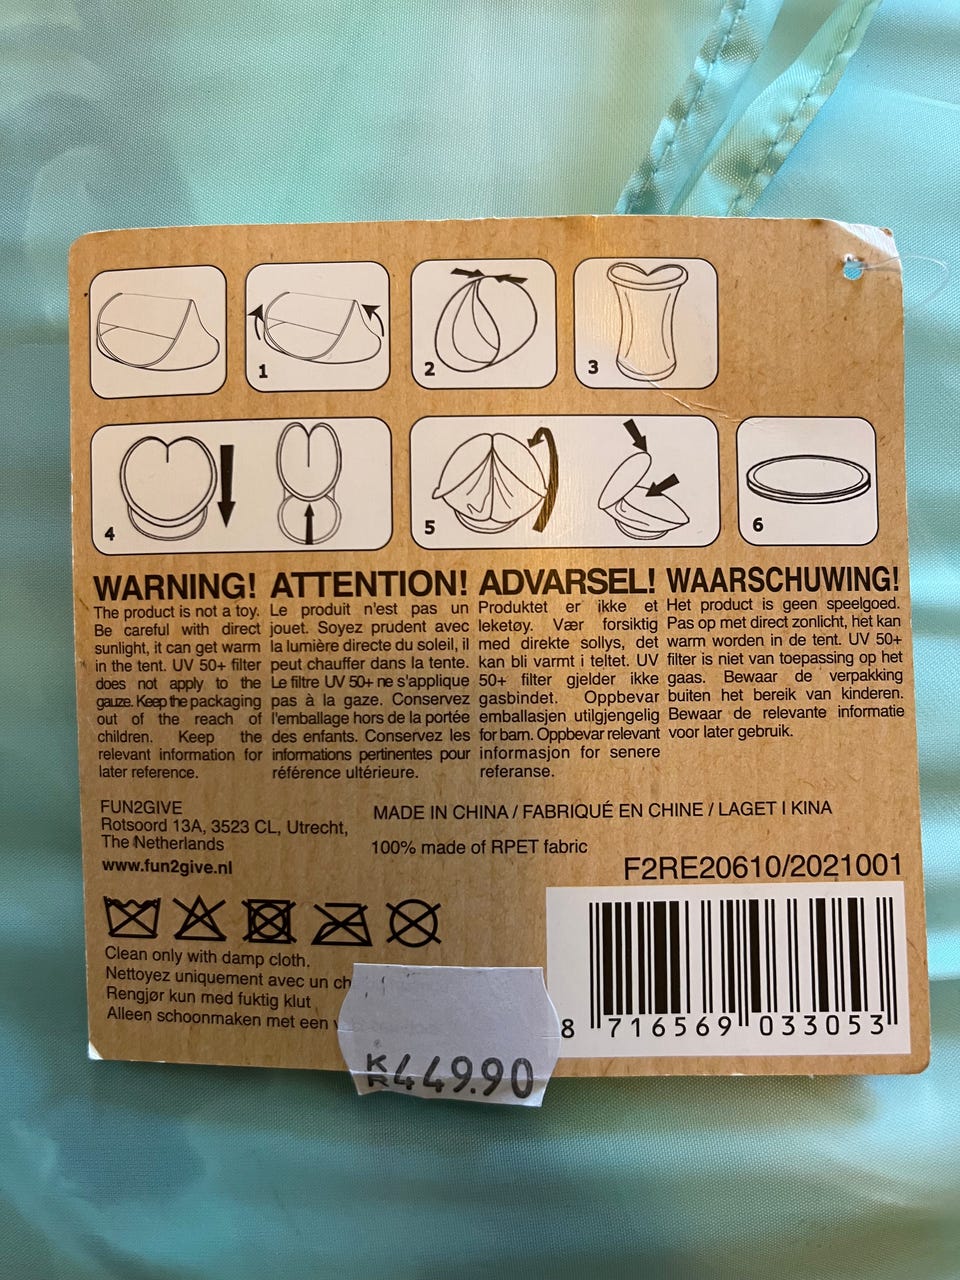 1
2
3
4
5
6
WARNING!
The product is not a toy.
Be careful with direct
sunlight, it can get warm
in the tent. UV 50+ filter
does not apply to the
gauze. Keep the packaging
out of the reach of
children. Keep the
relevant information for
later reference.
ATTENTION!
Le produit n'est pas un
jouet. Soyez prudent avec
la lumière directe du soleil, il
peut chauffer dans la tente.
Le filtre UV 50+ ne s'applique
pas à la gaze. Conservez
l'emballage hors de la portée
des enfants. Conservez les
informations pertinentes pour
référence ultérieure.
ADVARSEL!
Produktet er ikke et
leketøy. Vær forsiktig
med direkte sollys, det
kan bli varmt i teltet. UV
50+ filter gjelder ikke
gasbindet. Oppbevar
emballasjen utilgjengelig
for barn. Oppbevar relevant
informasjon for senere
referanse.
WAARSCHUWING!
Het product is geen speelgoed.
Pas op met direct zonlicht, het kan
warm worden in de tent. UV 50+
filter is niet van toepassing op het
gaas. Bewaar de verpakking
buiten het bereik van kinderen.
Bewaar de relevante informatie
voor later gebruik.
FUN2GIVE
Rotsoord 13A, 3523 CL, Utrecht,
The Netherlands
www.fun2give.nl
MADE IN CHINA / FABRIQUÉ EN CHINE / LAGET I KINA
100% made of RPET fabric
F2RE20610/2021001
Clean only with damp cloth.
Nettoyez uniquement avec un
Rengjør kun med fuktig klut
Alleen schoonmaken met een
8 716569 033053
KR449.90